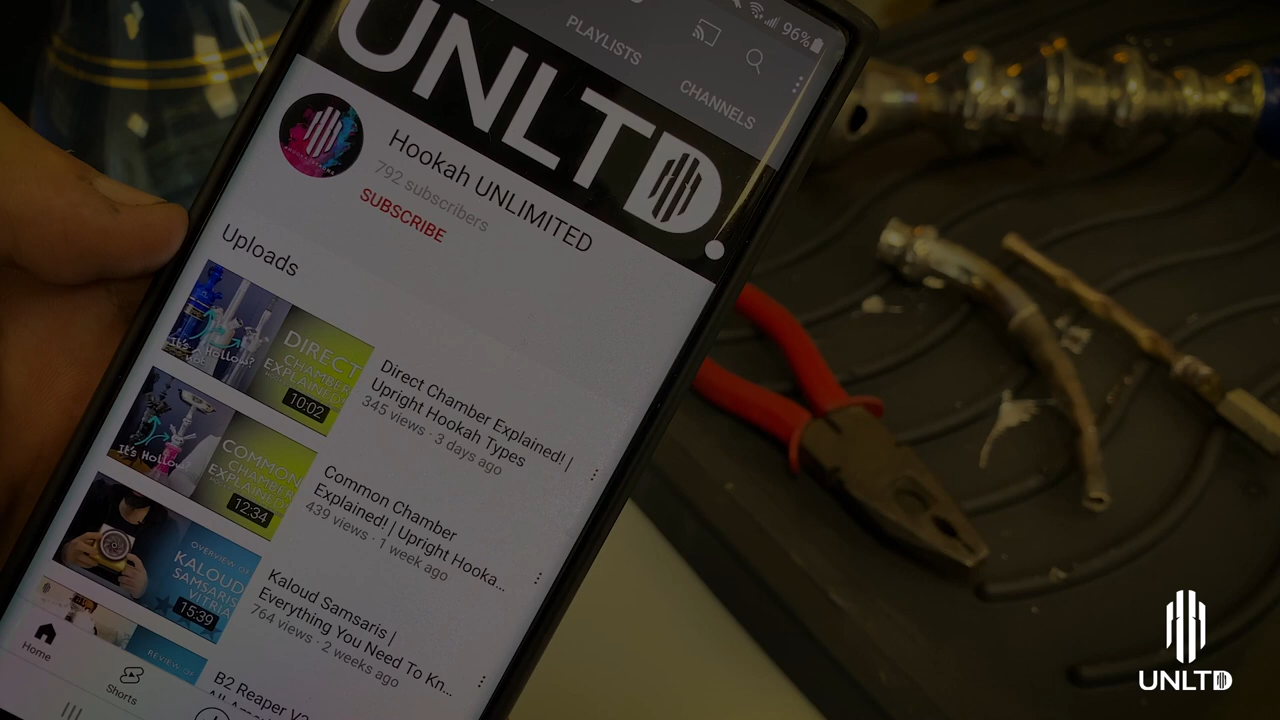 96%
UNLTD
PLAYLISTS
CHANNELS
Hookah UNLIMITED
792 subscribers
SUBSCRIBE
Uploads
It's Hollow?
DIRECT
CHAMBER
EXPLAINED!
10:02
Direct Chamber Explained! |
Upright Hookah Types
345 views · 3 days ago
It's Hollow?
COMMON
CHAMBER
EXPLAINED!
12:34
Common Chamber
Explained! | Upright Hooka...
439 views · 1 week ago
OVERVIEW OF
KALOUD
SAMSARIS
VITRIA
15:39
Kaloud Samsaris |
Everything You Need To Kn...
764 views · 2 weeks ago
REVIEW OF
B2 Reaper V2
Home
Shorts
UNLTD